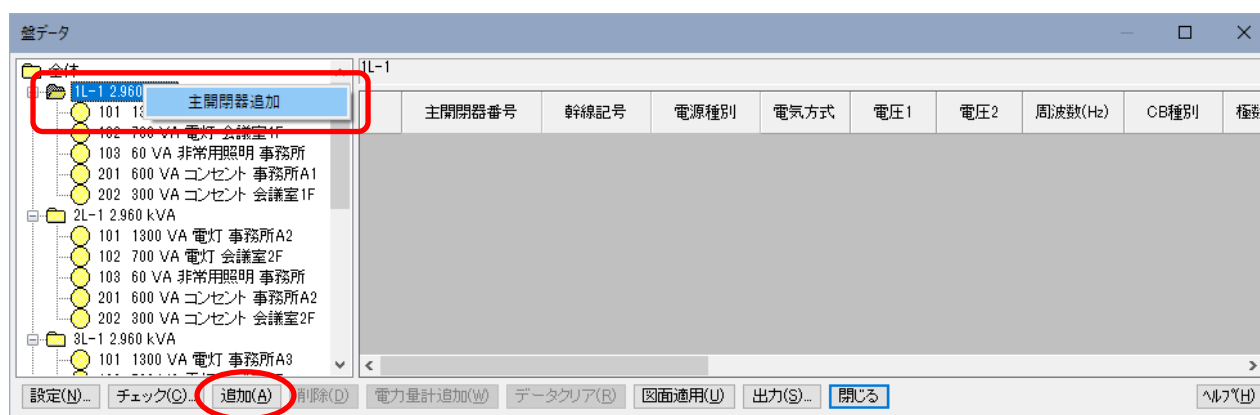 盤データ
全体
1L-1 2.960
主開閉器追加
101 13
102 700 VA 電灯 会議室1F
103 60 VA 非常用照明 事務所
201 600 VA コンセント 事務所A1
202 300 VA コンセント 会議室1F
2L-1 2.960 kVA
101 1300 VA 電灯 事務所A2
102 700 VA 電灯 会議室2F
103 60 VA 非常用照明 事務所
201 600 VA コンセント 事務所A2
202 300 VA コンセント 会議室2F
3L-1 2.960 kVA
101 1300 VA 電灯 事務所A3
1L-1
主開閉器番号 幹線記号 電源種別 電気方式 電圧1 電圧2 周波数(Hz) CB種別 極数
設定(N)... チェック(C)... 追加(A) 削除(D) 電力量計追加(W) データクリア(R) 図面適用(U) 出力(S)... 閉じる ヘルプ(H)